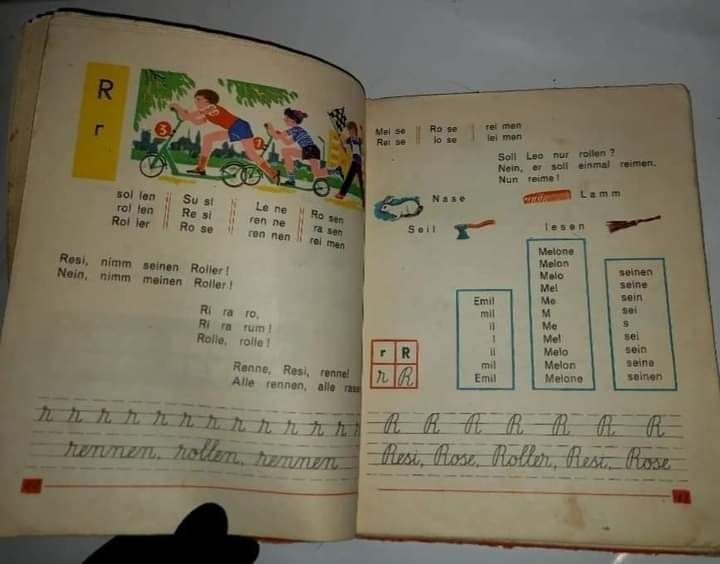 R
r
3
7
sol len
rol len
Rol ler
Su si
Re si
Ro se
Le ne
ren ne
ren nen
Ro sen
ra sen
rei men
Resi, nimm seinen Roller!
Nein, nimm meinen Roller!
Ri ra ro,
Ri ra rum!
Rolle, rolle!
Renne, Resi, renne!
Alle rennen, alle rasen
r r r r r r r r r r r r
rennen, rollen, rennen
Mei se
Rei se
Ro se
lo se
rei men
lei men
Soll Leo nur rollen?
Nein, er soll einmal reimen.
Nun reime!
Nase
Lamm
Seil
lesen
Emil
mil
il
l
il
mil
Emil
Melone
Melon
Melo
Mel
Me
M
Me
Mel
Melo
Melon
Melone
seinen
seine
sein
sei
s
sei
sein
seine
seinen
r R
r R
R R R R R R R
Resi, Rose, Roller, Resi, Rose